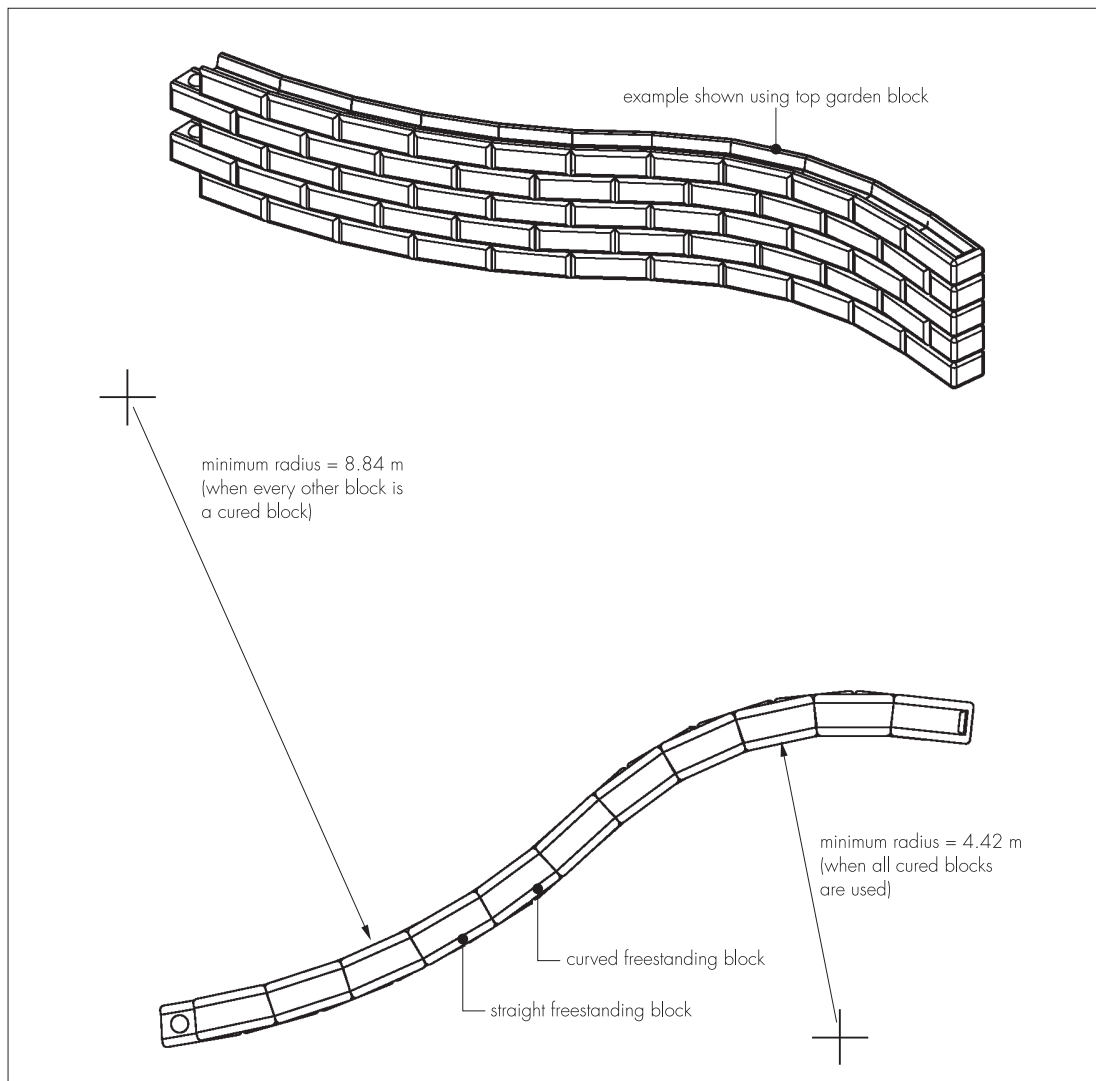 example shown using top garden block
minimum radius = 8.84 m
(when every other block is
a cured block)
minimum radius = 4.42 m
(when all cured blocks
are used)
curved freestanding block
straight freestanding block